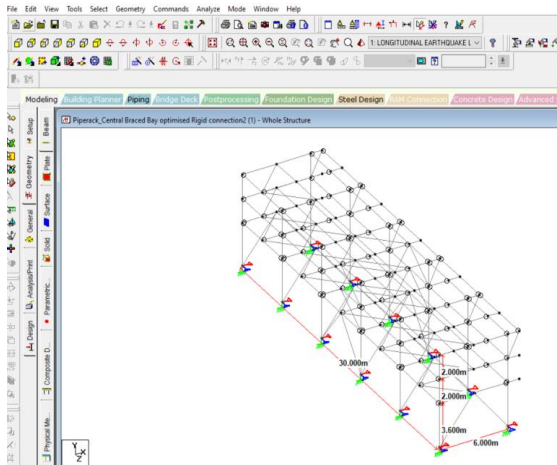 File Edit View Tools Select Geometry Commands Analyze Mode Window Help
1: LONGITUDINAL EARTHQUAKE L
Modeling Building Planner Piping Bridge Deck Postprocessing Foundation Design Steel Design RAM Connection Concrete Design Advanced
Piperack_Central Braced Bay optimised Rigid connection2 (1) - Whole Structure
Setup
Geometry
General
Analysis/Print
Design
Beam
Plate
Surface
Solid
Parametric...
Composite D...
Physical Me...
30.000m
2.000m
2.000m
3.600m
6.000m
Y
X
Z